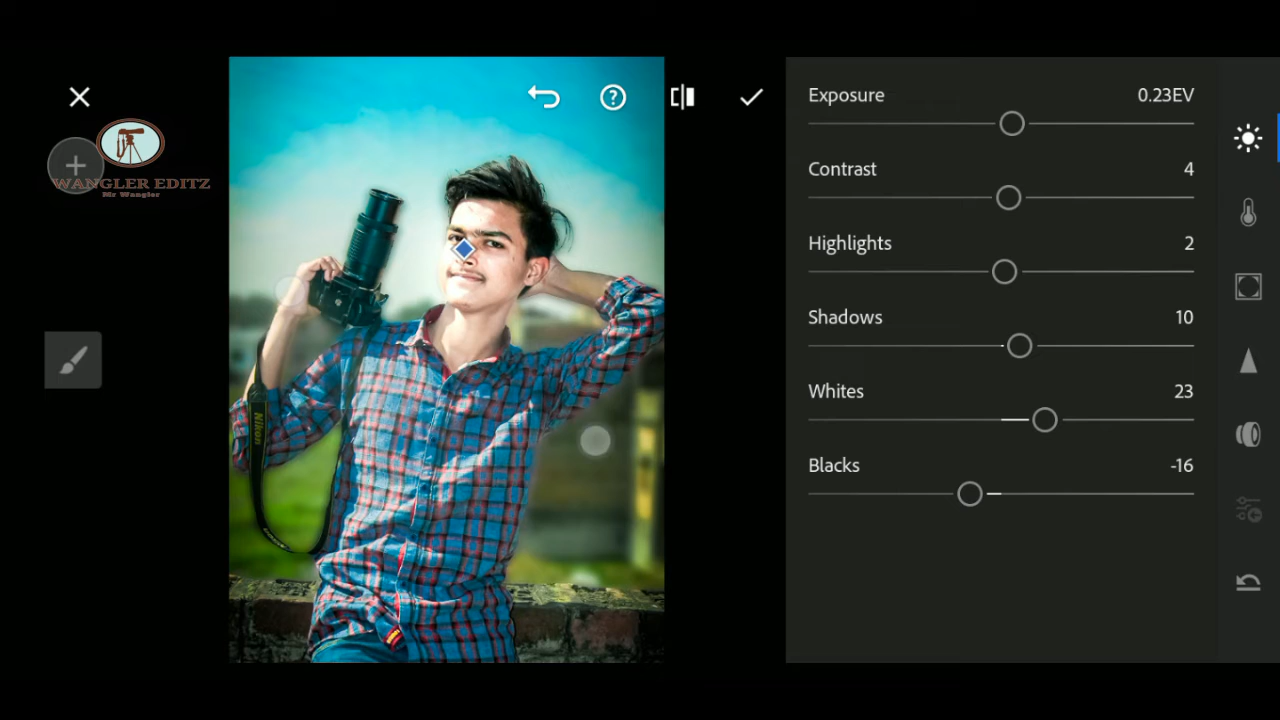 WANGLER EDITZ
Mr Wangler
Nikon
Exposure 0.23EV
Contrast 4
Highlights 2
Shadows 10
Whites 23
Blacks -16